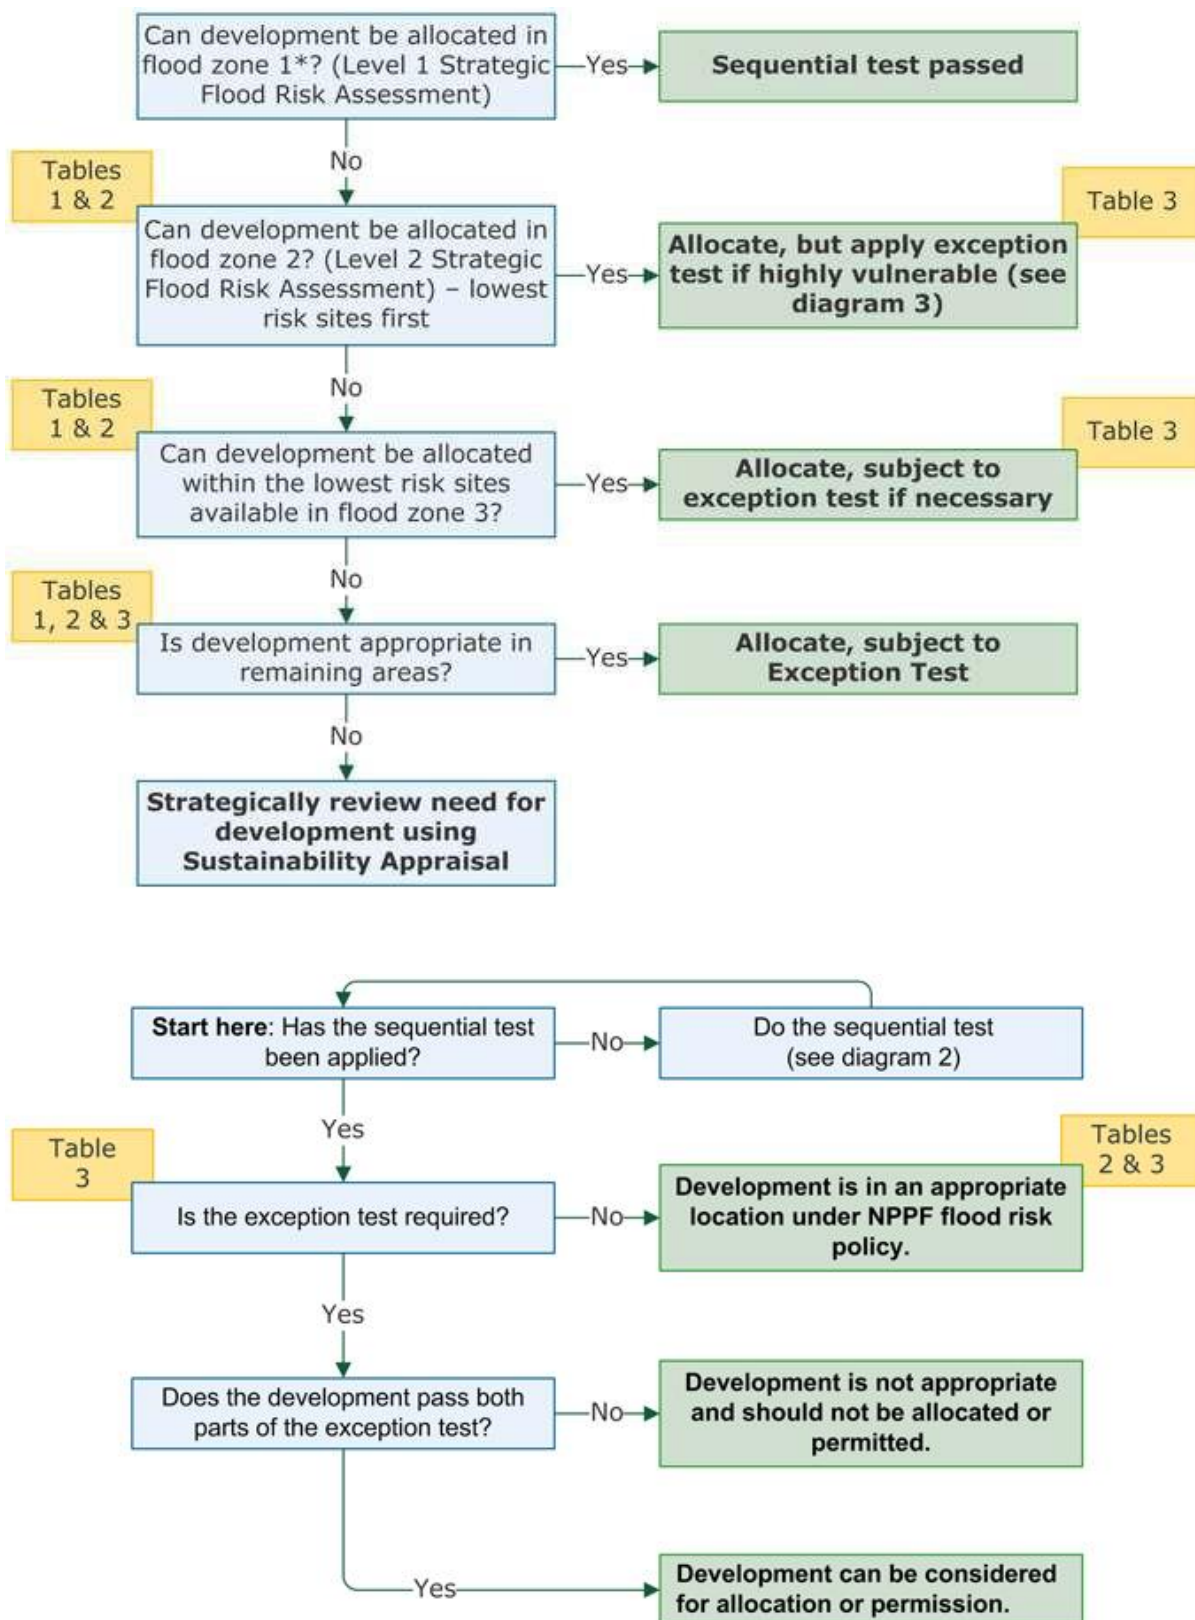 Can development be allocated in
flood zone 1*? (Level 1 Strategic
Flood Risk Assessment)
Yes
Sequential test passed
No
Tables
1 & 2
Table 3
Can development be allocated in
flood zone 2? (Level 2 Strategic
Flood Risk Assessment) – lowest
risk sites first
Yes
Allocate, but apply exception
test if highly vulnerable (see
diagram 3)
No
Tables
1 & 2
Table 3
Can development be allocated
within the lowest risk sites
available in flood zone 3?
Yes
Allocate, subject to
exception test if necessary
No
Tables
1, 2 & 3
Is development appropriate in
remaining areas?
Yes
Allocate, subject to
Exception Test
No
Strategically review need for
development using
Sustainability Appraisal
Start here: Has the sequential test
been applied?
No
Do the sequential test
(see diagram 2)
Yes
Table
3
Tables
2 & 3
Is the exception test required?
No
Development is in an appropriate
location under NPPF flood risk
policy.
Yes
Does the development pass both
parts of the exception test?
No
Development is not appropriate
and should not be allocated or
permitted.
Yes
Development can be considered
for allocation or permission.